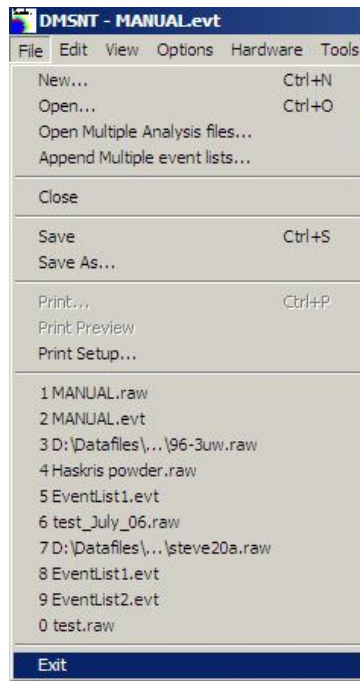 DMSNT - MANUAL.evt
File Edit View Options Hardware Tools
New... Ctrl+N
Open... Ctrl+O
Open Multiple Analysis files...
Append Multiple event lists...
Close
Save Ctrl+S
Save As...
Print... Ctrl+P
Print Preview
Print Setup...
1 MANUAL.raw
2 MANUAL.evt
3 D:\Datafiles\...\96-3uw.raw
4 Haskris powder.raw
5 EventList1.evt
6 test_July_06.raw
7 D:\Datafiles\...\steve20a.raw
8 EventList1.evt
9 EventList2.evt
0 test.raw
Exit